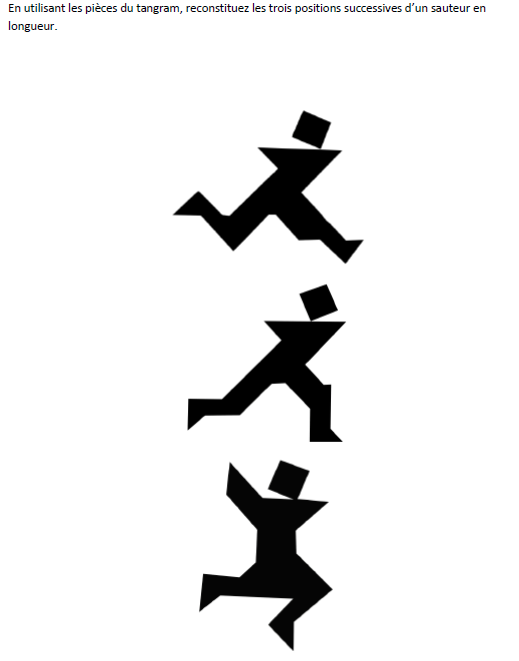 En utilisant les pièces du tangram, reconstituez les trois positions successives d’un sauteur en
longueur.